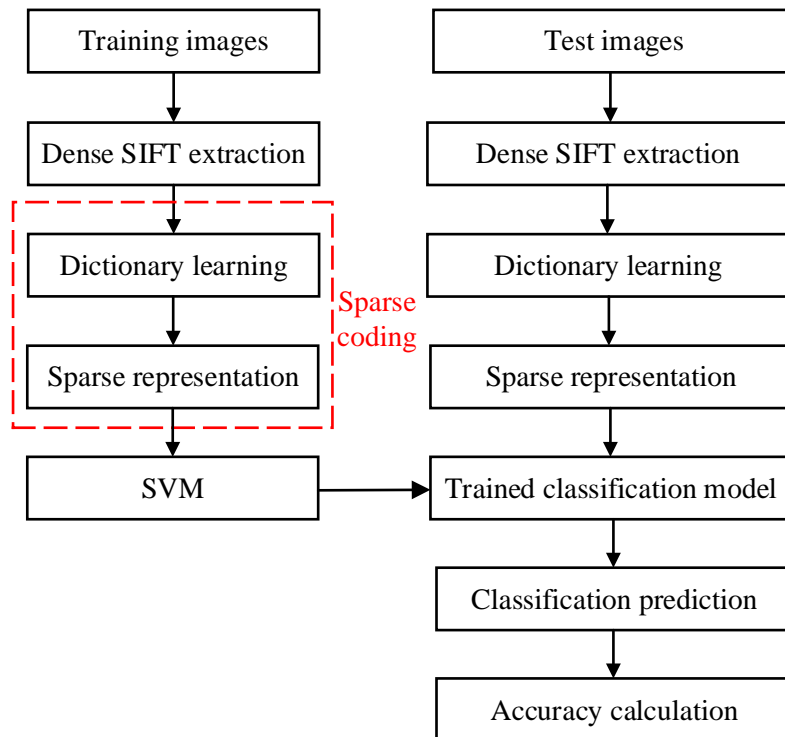 Training images
Dense SIFT extraction
Dictionary learning
Sparse representation
Sparse
coding
SVM
Test images
Dense SIFT extraction
Dictionary learning
Sparse representation
Trained classification model
Classification prediction
Accuracy calculation